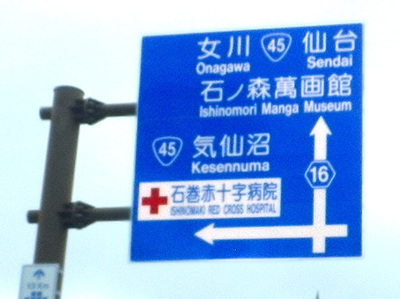 女川 45 仙台
Onagawa Sendai
石ノ森萬画館
Ishinomori Manga Museum
45 気仙沼
Kesennuma
16
石巻赤十字病院
ISHINOMAKI RED CROSS HOSPITAL